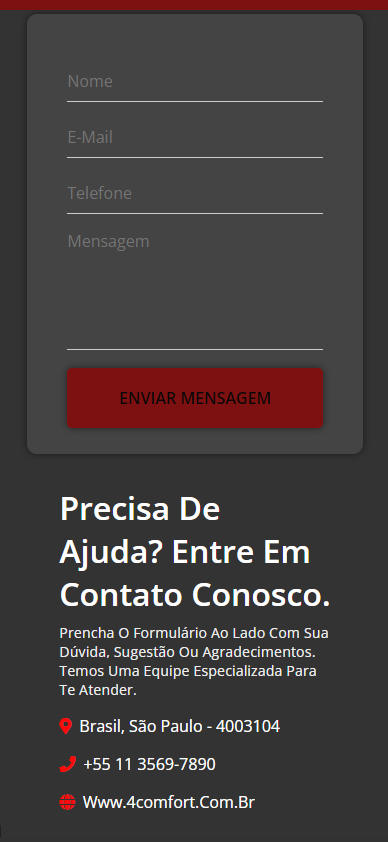 Nome
E-Mail
Telefone
Mensagem
ENVIAR MENSAGEM
Precisa De
Ajuda? Entre Em
Contato Conosco.
Prencha O Formulário Ao Lado Com Sua
Dúvida, Sugestão Ou Agradecimentos.
Temos Uma Equipe Especializada Para
Te Atender.
Brasil, São Paulo - 4003104
+55 11 3569-7890
Www.4comfort.Com.Br